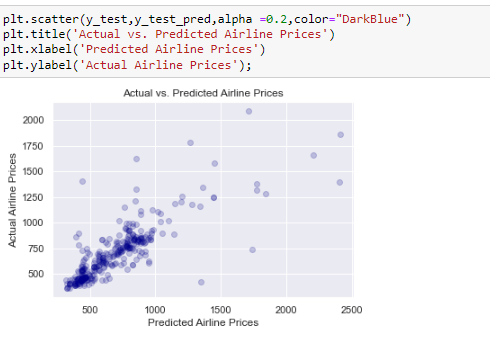 plt.scatter(y_test,y_test_pred,alpha =0.2,color="DarkBlue")
plt.title('Actual vs. Predicted Airline Prices')
plt.xlabel('Predicted Airline Prices')
plt.ylabel('Actual Airline Prices');
Actual vs. Predicted Airline Prices
Actual Airline Prices
2000
1750
1500
1250
1000
750
500
500 1000 1500 2000 2500
Predicted Airline Prices